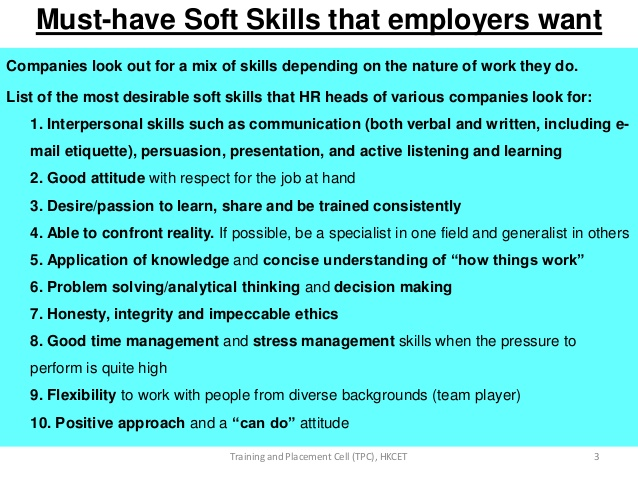 Must-have Soft Skills that employers want
Companies look out for a mix of skills depending on the nature of work they do.
List of the most desirable soft skills that HR heads of various companies look for:
1. Interpersonal skills such as communication (both verbal and written, including e-
mail etiquette), persuasion, presentation, and active listening and learning
2. Good attitude with respect for the job at hand
3. Desire/passion to learn, share and be trained consistently
4. Able to confront reality. If possible, be a specialist in one field and generalist in others
5. Application of knowledge and concise understanding of “how things work”
6. Problem solving/analytical thinking and decision making
7. Honesty, integrity and impeccable ethics
8. Good time management and stress management skills when the pressure to
perform is quite high
9. Flexibility to work with people from diverse backgrounds (team player)
10. Positive approach and a “can do” attitude
Training and Placement Cell (TPC), HKCET 3